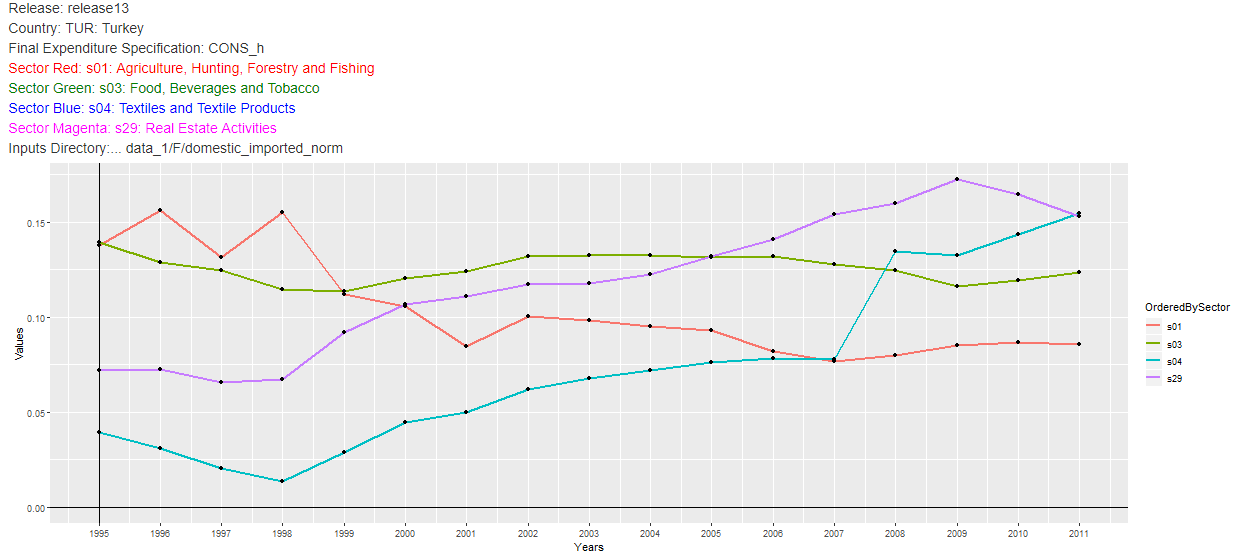 Release: release13
Country: TUR: Turkey
Final Expenditure Specification: CONS_h
Sector Red: s01: Agriculture, Hunting, Forestry and Fishing
Sector Green: s03: Food, Beverages and Tobacco
Sector Blue: s04: Textiles and Textile Products
Sector Magenta: s29: Real Estate Activities
Inputs Directory:... data_1/F/domestic_imported_norm
0.15
0.10
0.05
0.00
Values
1995 1996 1997 1998 1999 2000 2001 2002 2003 2004 2005 2006 2007 2008 2009 2010 2011
Years
OrderedBySector
s01
s03
s04
s29